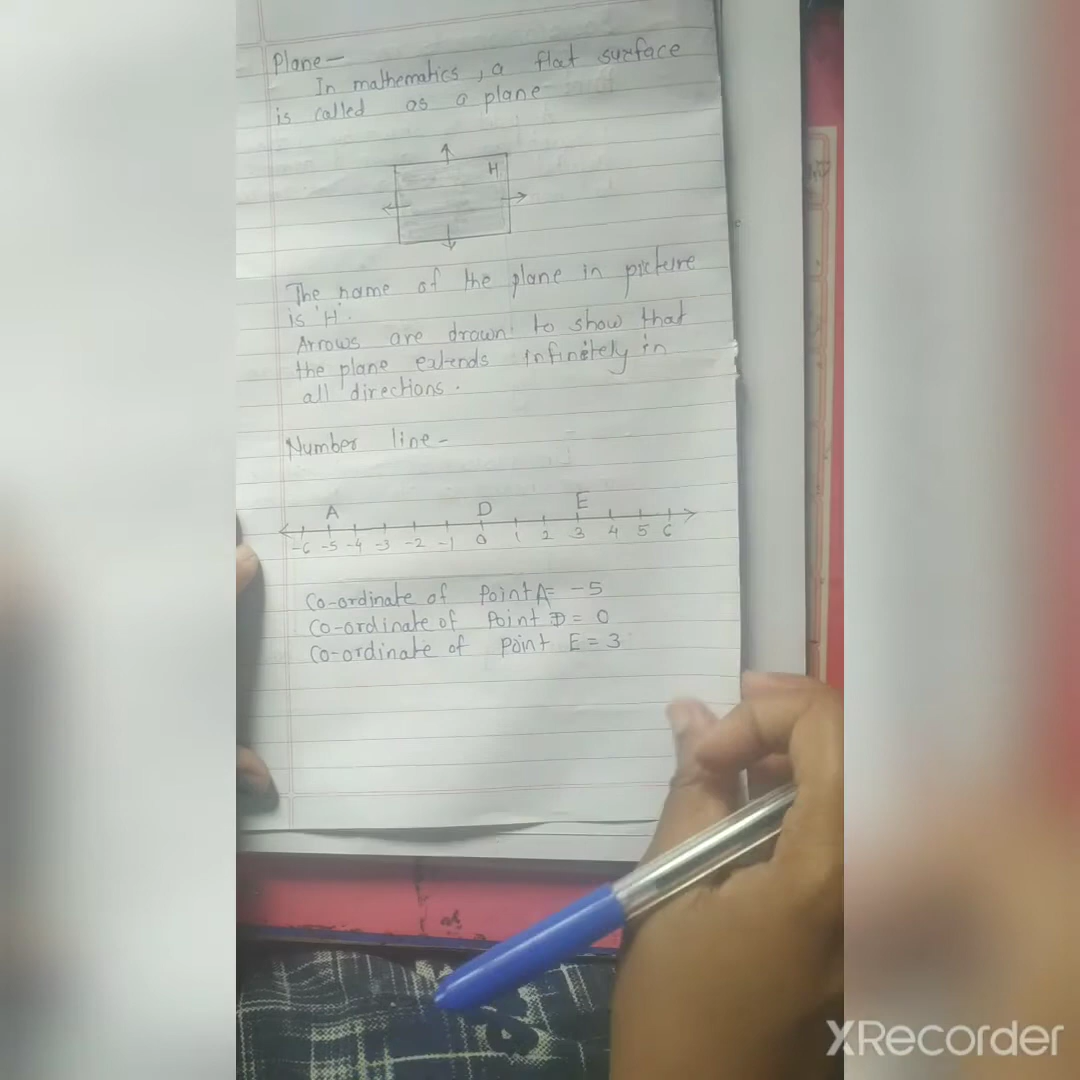 Plane-
In mathematics, a flat surface
is called as a plane
H
The name of the plane in picture
is 'H'.
Arrows are drawn to show that
the plane extends infinitely in
all directions.
Number line-
A D E
-6 -5 -4 -3 -2 -1 0 1 2 3 4 5 6
Co-ordinate of Point A= -5
Co-ordinate of Point D= 0
Co-ordinate of Point E = 3
XRecorder